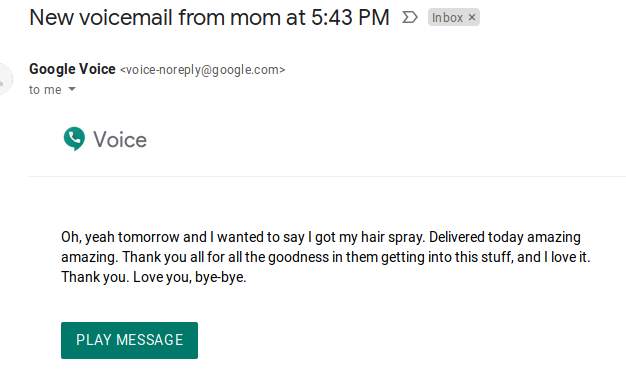 New voicemail from mom at 5:43 PM Inbox ×
Google Voice <voice-noreply@google.com>
to me
Voice
Oh, yeah tomorrow and I wanted to say I got my hair spray. Delivered today amazing
amazing. Thank you all for all the goodness in them getting into this stuff, and I love it.
Thank you. Love you, bye-bye.
PLAY MESSAGE